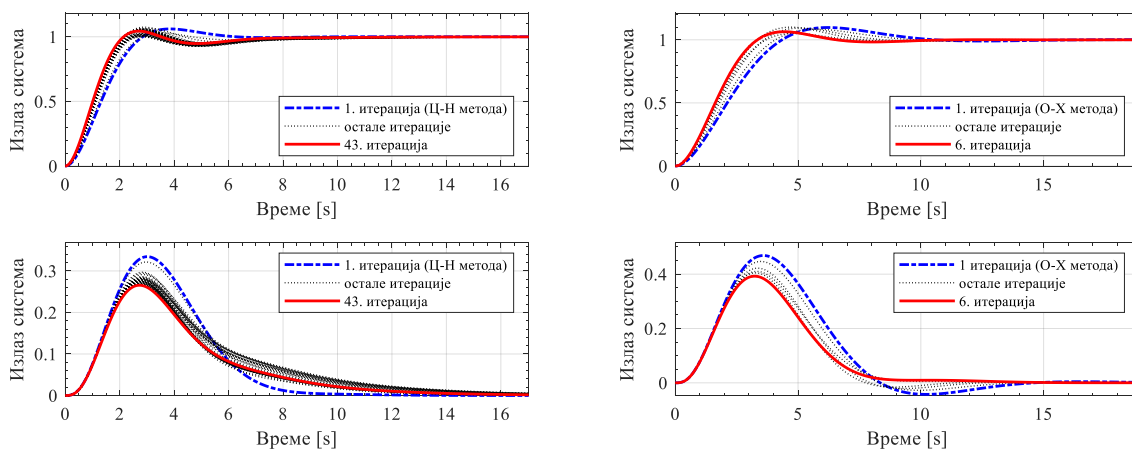 Излаз система
1
0.5
0
1. итерација (Ц-Н метода)
остале итерације
43. итерација
0 2 4 6 8 10 12 14 16
Време [s]
Излаз система
1
0.5
0
1. итерација (О-Х метода)
остале итерације
6. итерација
0 5 10 15
Време [s]
Излаз система
0.3
0.2
0.1
0
1. итерација (Ц-Н метода)
остале итерације
43. итерација
0 2 4 6 8 10 12 14 16
Време [s]
Излаз система
0.4
0.2
0
1 итерација (О-Х метода)
остале итерације
6. итерација
0 5 10 15
Време [s]